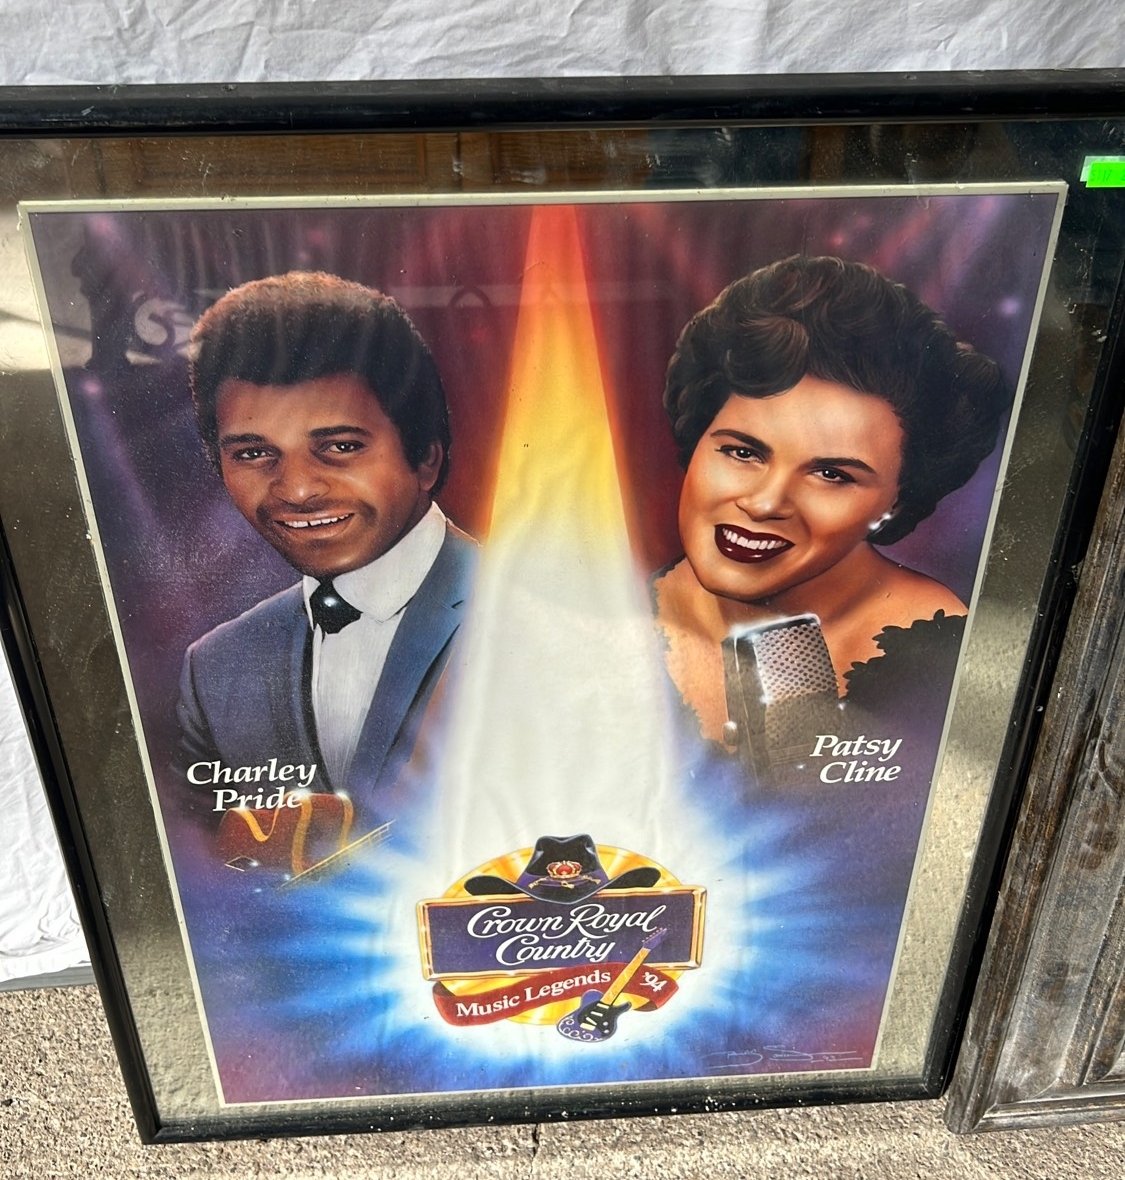 Charley
Pride
Patsy
Cline
Crown Royal
Country
Music Legends '94